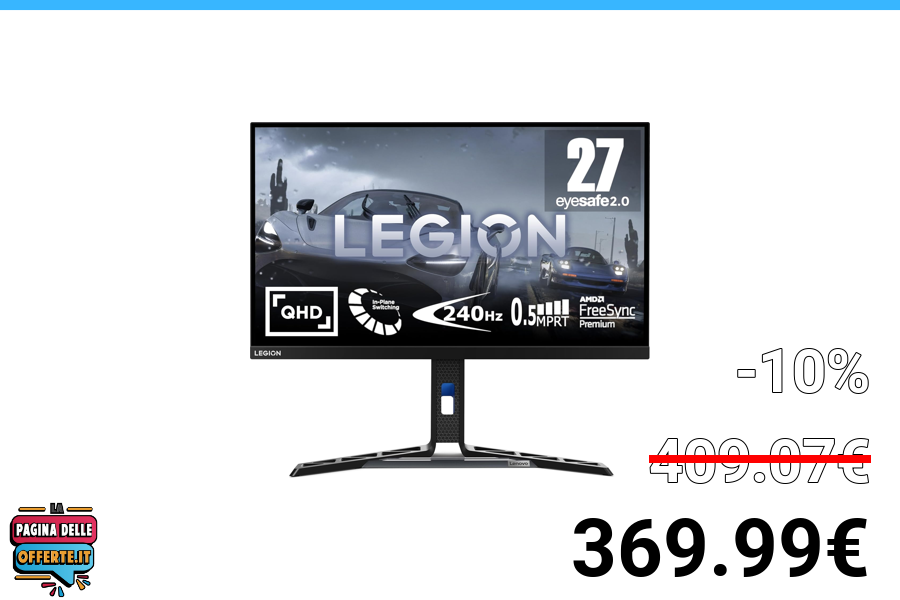 27
eyesafe2.0
LEGION
QHD
In-Plane
Switching
240Hz
0.5MPRT
AMD
FreeSync
Premium
LEGION
Lenovo
-10%
409.07€
369.99€
LA
PAGINA DELLE
OFFERTE.IT